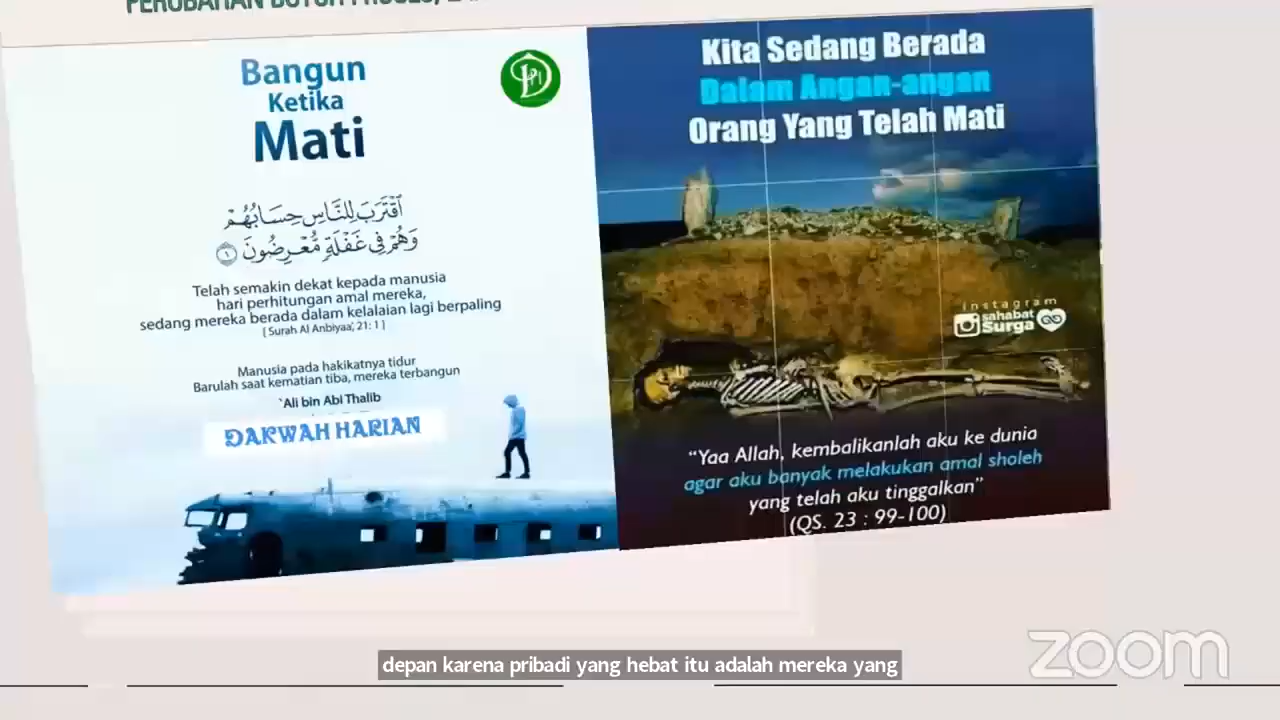 Bangun
Ketika
Mati
ٱقْتَرَبَ لِلنَّاسِ حِسَابُهُمْ
وَهُمْ فِى غَفْلَةٍ مُّعْرِضُونَ ١
Telah semakin dekat kepada manusia
hari perhitungan amal mereka,
sedang mereka berada dalam kelalaian lagi berpaling
[ Surah Al Anbiyaa', 21: 1 ]
Manusia pada hakikatnya tidur
Barulah saat kematian tiba, mereka terbangun
`Ali bin Abi Thalib
DAKWAH HARIAN
Kita Sedang Berada
Dalam Angan-angan
Orang Yang Telah Mati
instagram
sahabat
Surga
“Yaa Allah, kembalikanlah aku ke dunia
agar aku banyak melakukan amal sholeh
yang telah aku tinggalkan”
(QS. 23 : 99-100)
depan karena pribadi yang hebat itu adalah mereka yang
zoom